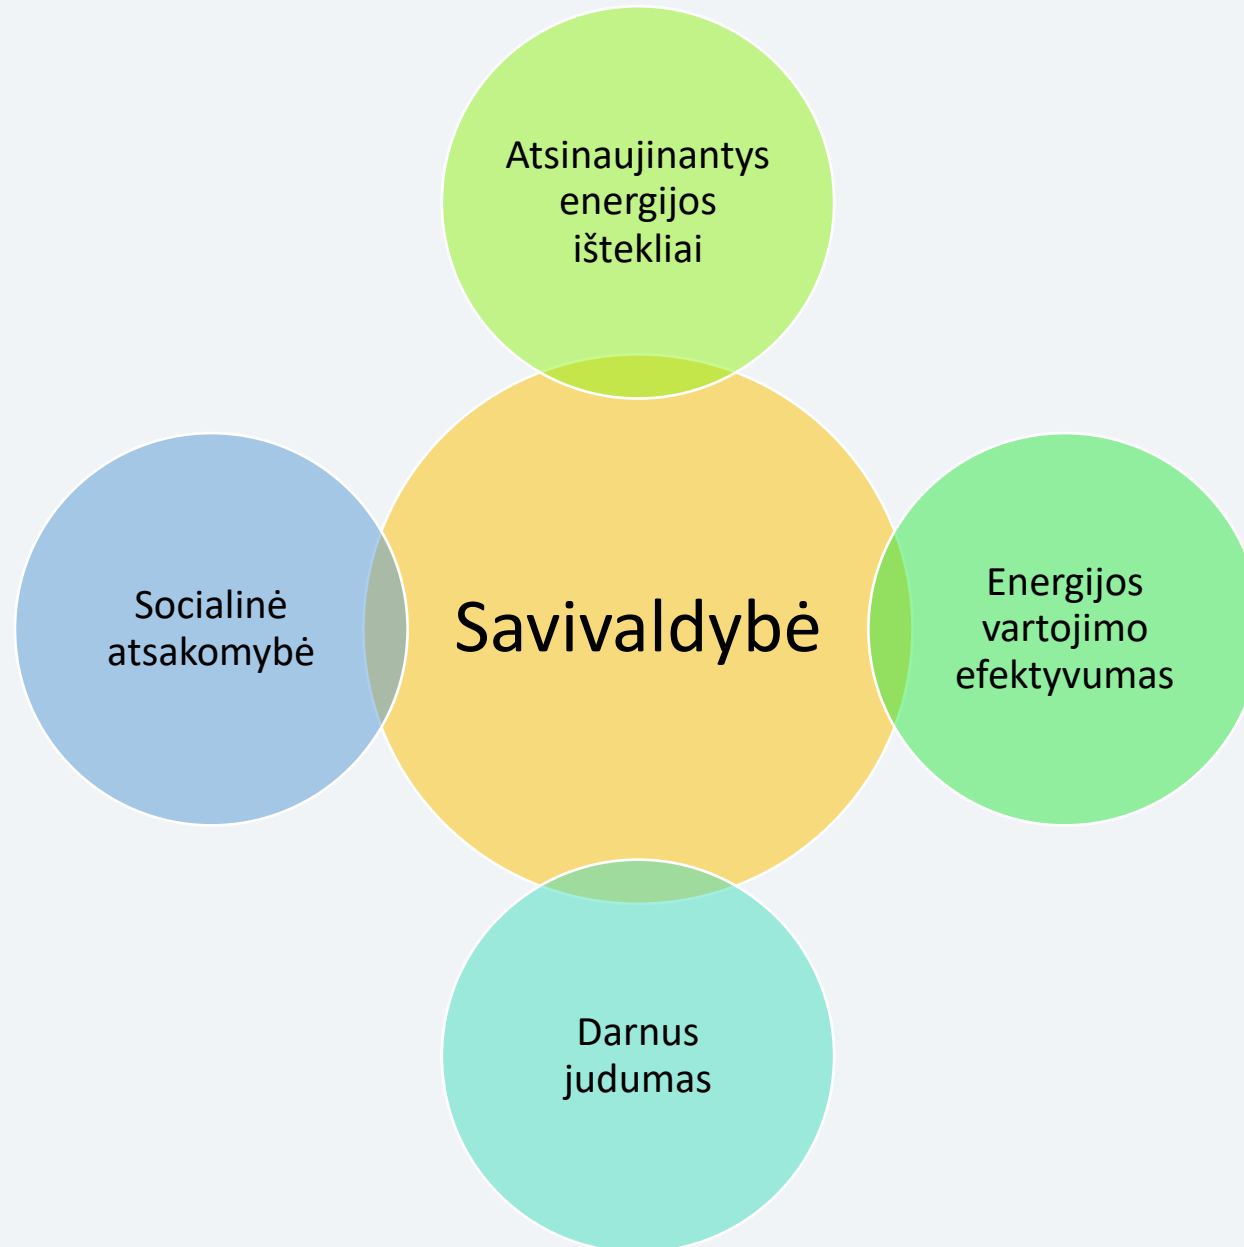 Atsinaujinantys
energijos
ištekliai
Socialinė
atsakomybė
Savivaldybė
Energijos
vartojimo
efektyvumas
Darnus
judumas